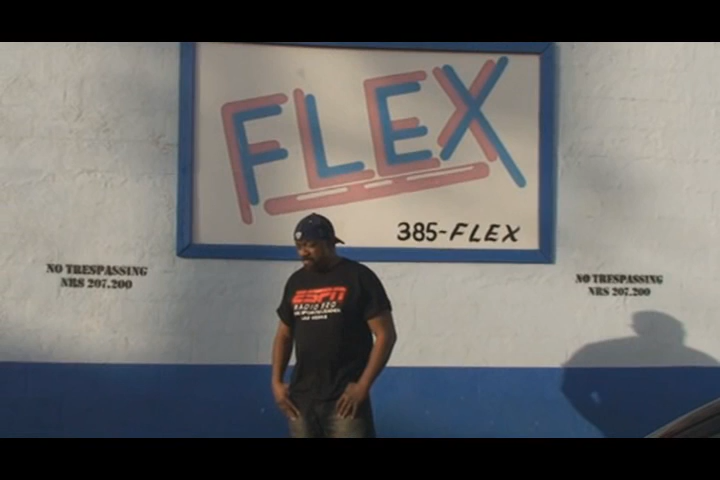 FLEX
385-FLEX
NO TRESPASSING
NRS 207.200
NO TRESPASSING
NRS 207.200
ESPN
RADIO